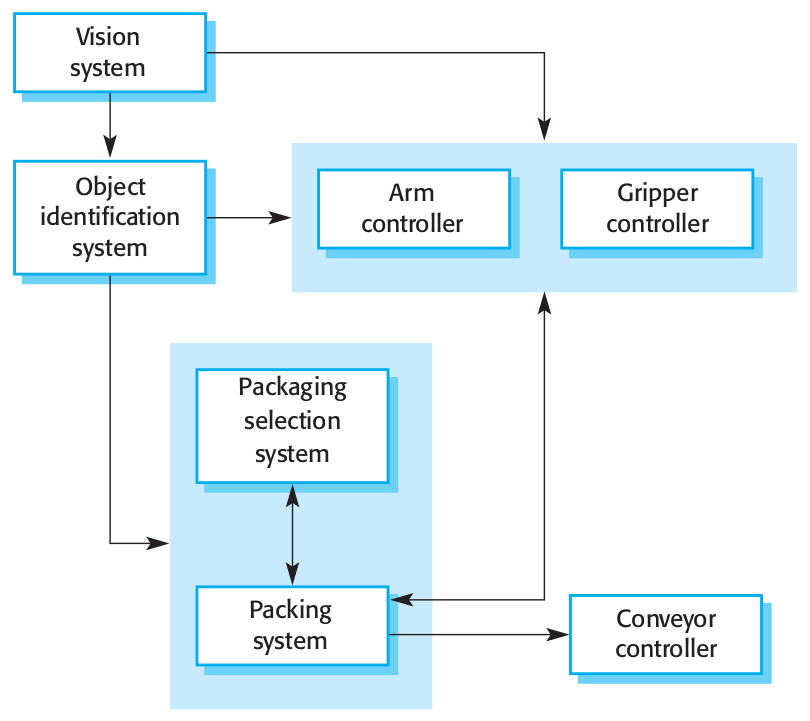 Vision
system
Object
identification
system
Arm
controller
Gripper
controller
Packaging
selection
system
Packing
system
Conveyor
controller